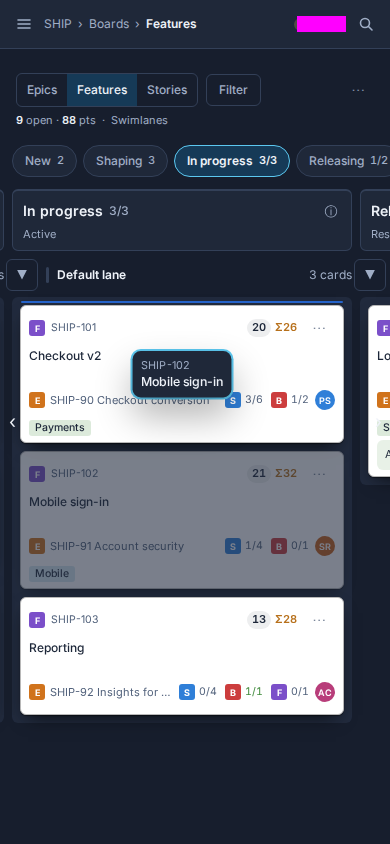 SHIP › Boards › Features
Epics Features Stories Filter ...
9 open · 88 pts · Swimlanes
New 2 Shaping 3 In progress 3/3 Releasing 1/2
In progress 3/3 ⓘ
Active
▼ Default lane 3 cards ▼
F SHIP-101 20 Σ26 ...
Checkout v2
SHIP-102
Mobile sign-in
E SHIP-90 Checkout conversion S 3/6 B 1/2 PS
Payments
F SHIP-102 21 Σ32 ...
Mobile sign-in
E SHIP-91 Account security S 1/4 B 0/1 SR
Mobile
F SHIP-103 13 Σ28 ...
Reporting
E SHIP-92 Insights for ... S 0/4 B 1/1 F 0/1 AC
Rel
Res
F
Lo
E
S
A